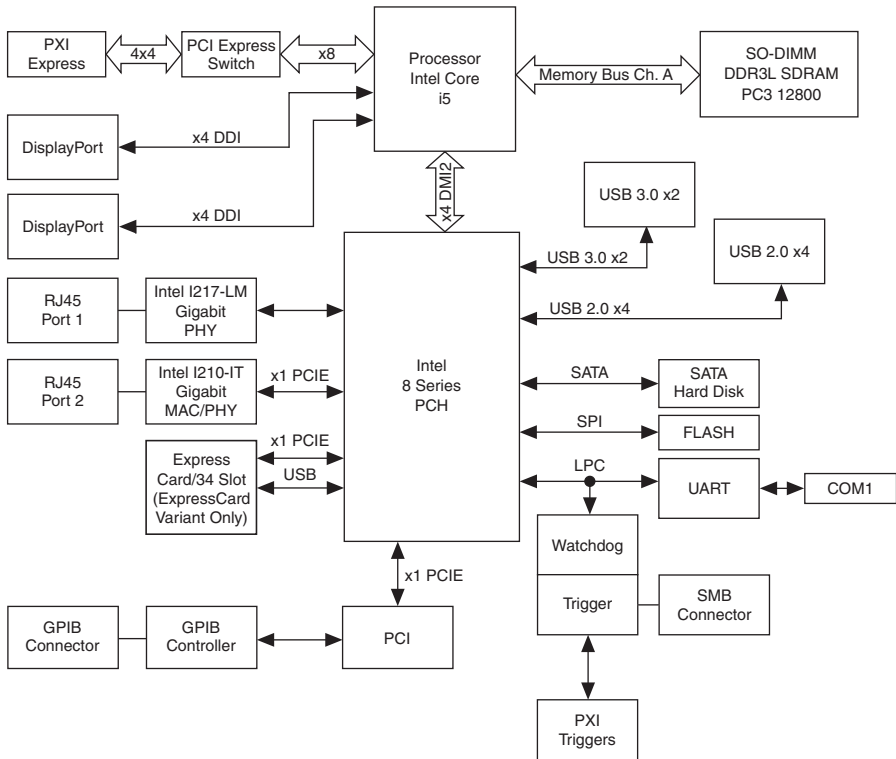 PXI
Express
4x4
PCI Express
Switch
x8
Processor
Intel Core
i5
Memory Bus Ch. A
SO-DIMM
DDR3L SDRAM
PC3 12800
DisplayPort
x4 DDI
DisplayPort
x4 DDI
x4 DMI2
USB 3.0 x2
USB 2.0 x4
USB 3.0 x2
USB 2.0 x4
RJ45
Port 1
Intel I217-LM
Gigabit
PHY
RJ45
Port 2
Intel I210-IT
Gigabit
MAC/PHY
x1 PCIE
Intel
8 Series
PCH
SATA
SATA
Hard Disk
SPI
FLASH
Express
Card/34 Slot
(ExpressCard
Variant Only)
x1 PCIE
USB
LPC
UART
COM1
Watchdog
Trigger
SMB
Connector
x1 PCIE
GPIB
Connector
GPIB
Controller
PCI
PXI
Triggers